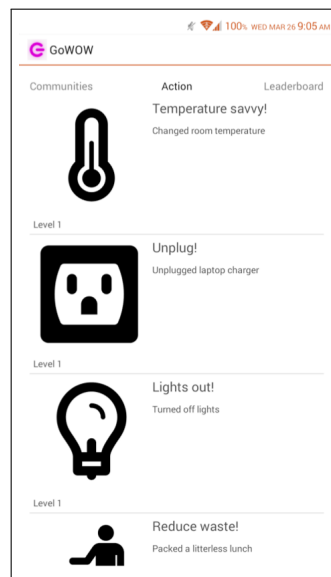 100% WED MAR 26 9:05 AM
GoWOW
Communities Action Leaderboard
Temperature savvy!
Changed room temperature
Level 1
Unplug!
Unplugged laptop charger
Level 1
Lights out!
Turned off lights
Level 1
Reduce waste!
Packed a litterless lunch